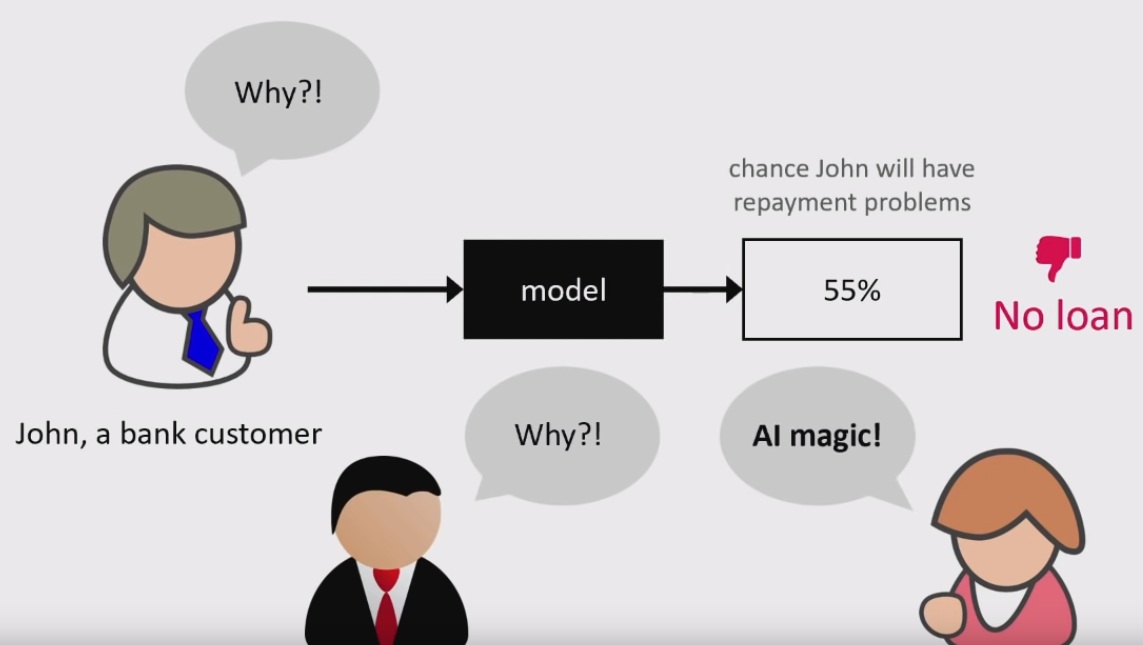 Why?!
chance John will have
repayment problems
model
55%
No loan
John, a bank customer
Why?!
AI magic!